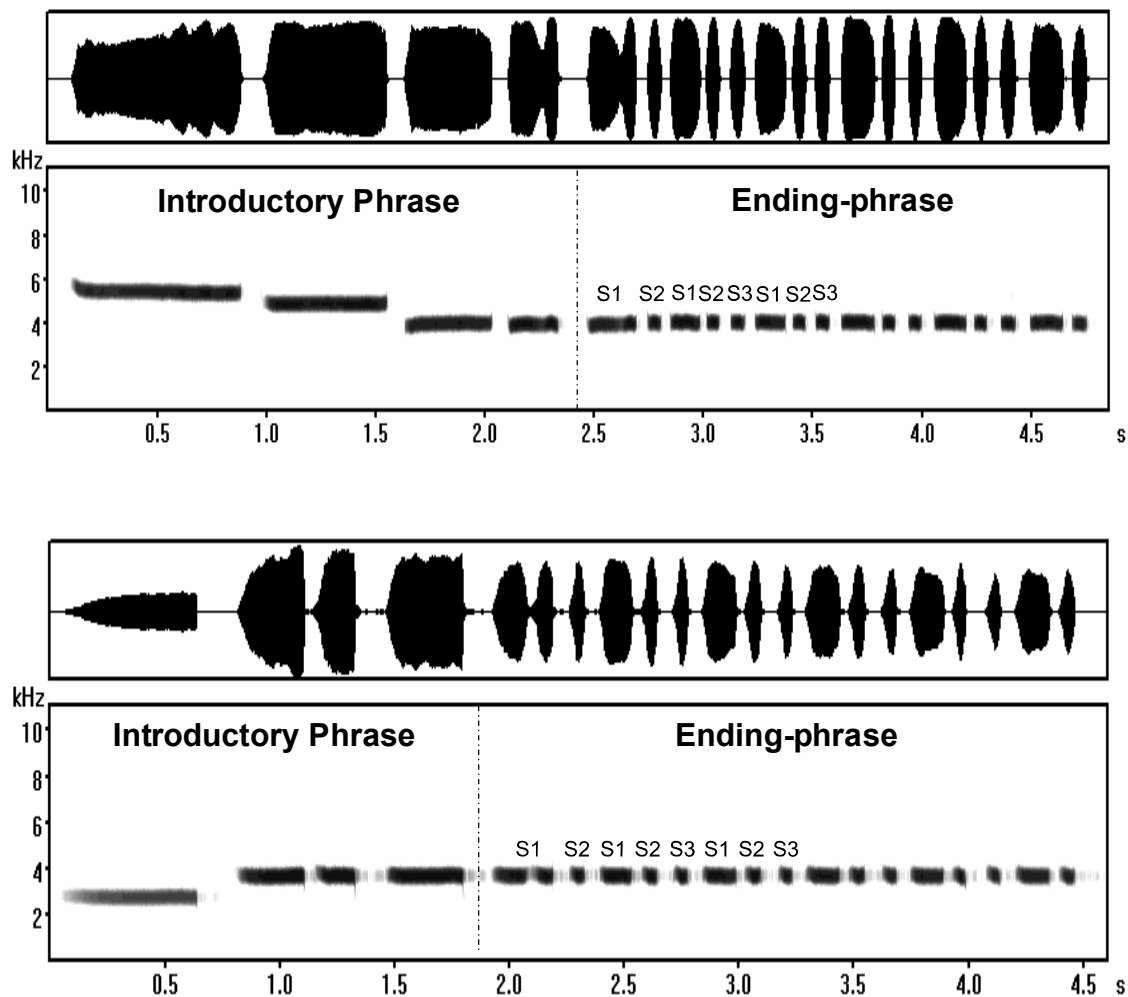 kHz
10
Introductory Phrase
Ending-phrase
8
6
S1 S2 S1 S2 S3 S1 S2 S3
4
2
0.5 1.0 1.5 2.0 2.5 3.0 3.5 4.0 4.5 s
kHz
10
Introductory Phrase
Ending-phrase
8
6
S1 S2 S1 S2 S3 S1 S2 S3
4
2
0.5 1.0 1.5 2.0 2.5 3.0 3.5 4.0 4.5 s